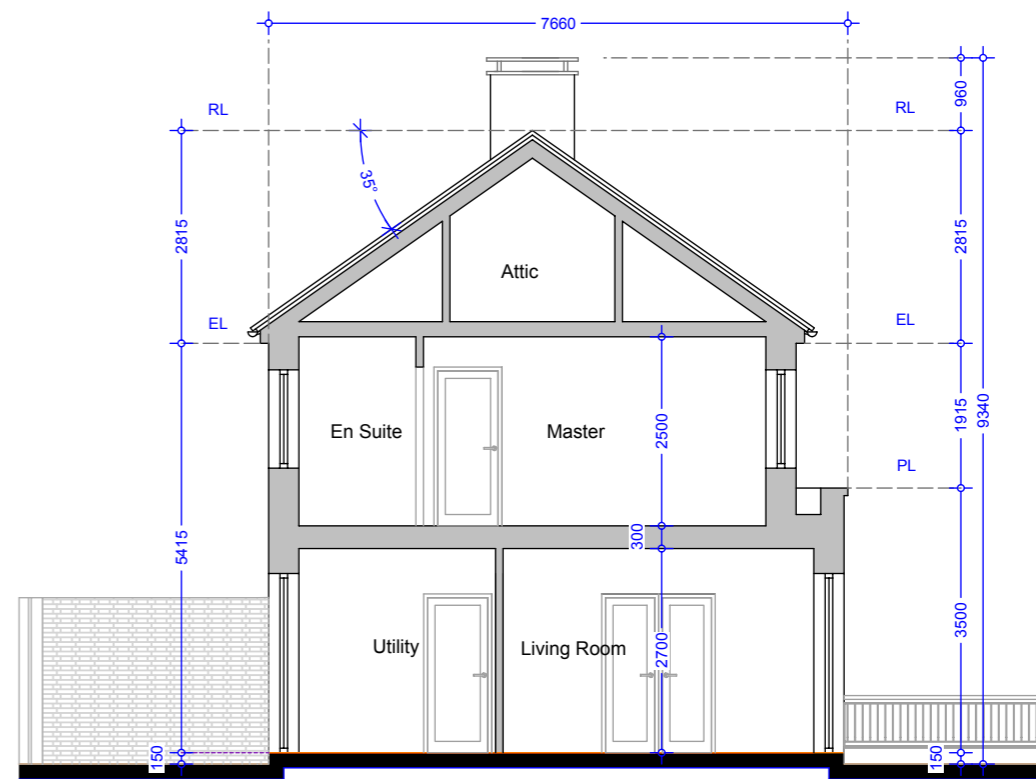 7660
RL
RL
960
35°
2815
2815
Attic
EL
EL
En Suite
Master
2500
1915
9340
PL
300
5415
3500
Utility
Living Room
2700
150
150